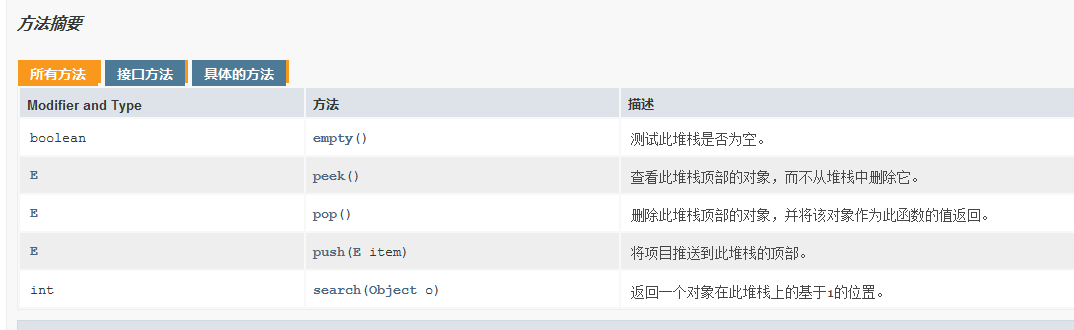 方法摘要
所有方法 接口方法 具体的方法
Modifier and Type 方法 描述
boolean empty() 测试此堆栈是否为空。
E peek() 查看此堆栈顶部的对象，而不从堆栈中删除它。
E pop() 删除此堆栈顶部的对象，并将该对象作为此函数的值返回。
E push(E item) 将项目推送到此堆栈的顶部。
int search(Object o) 返回一个对象在此堆栈上的基于1的位置。